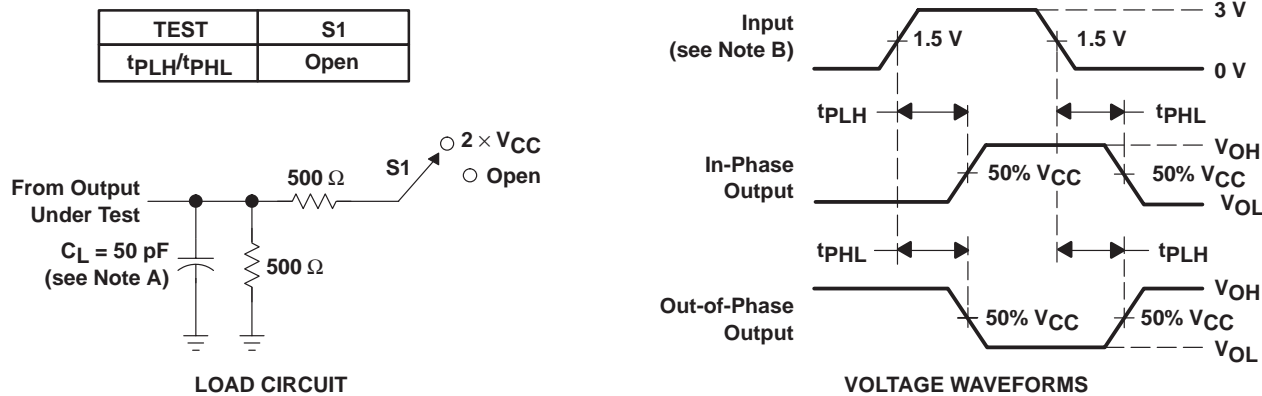 TEST S1
tPLH/tPHL Open
From Output
Under Test
CL = 50 pF
(see Note A)
500 Ω
500 Ω
S1
2 × VCC
Open
LOAD CIRCUIT
Input
(see Note B)
1.5 V
1.5 V
3 V
0 V
tPLH
tPHL
In-Phase
Output
50% VCC
VOH
50% VCC
VOL
tPHL
tPLH
Out-of-Phase
Output
50% VCC
VOH
50% VCC
VOL
VOLTAGE WAVEFORMS